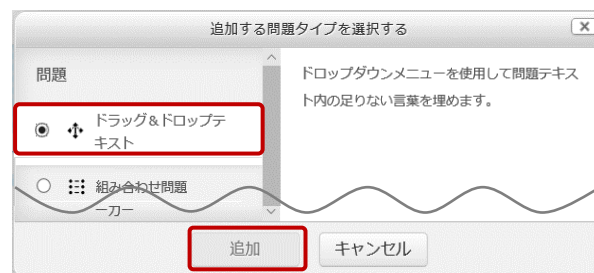 追加する問題タイプを選択する
問題
ドロップダウンメニューを使用して問題テキス
ト内の足りない言葉を埋めます。
ドラッグ&ドロップテ
キスト
組み合わせ問題
ーカー
追加
キャンセル